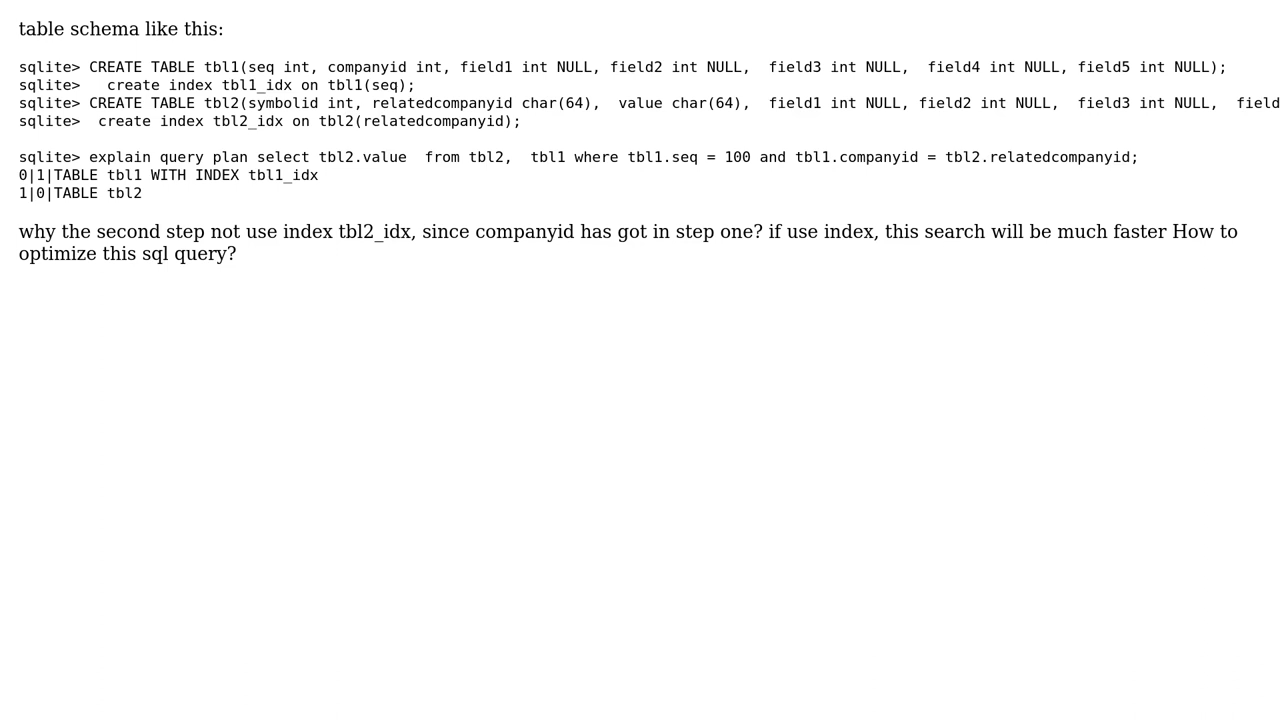 table schema like this:
sqlite> CREATE TABLE tbl1(seq int, companyid int, field1 int NULL, field2 int NULL,  field3 int NULL,  field4 int NULL, field5 int NULL);
sqlite>   create index tbl1_idx on tbl1(seq);
sqlite> CREATE TABLE tbl2(symbolid int, relatedcompanyid char(64),  value char(64),  field1 int NULL, field2 int NULL,  field3 int NULL,  field
sqlite>  create index tbl2_idx on tbl2(relatedcompanyid);
sqlite> explain query plan select tbl2.value  from tbl2,  tbl1 where tbl1.seq = 100 and tbl1.companyid = tbl2.relatedcompanyid;
0|1|TABLE tbl1 WITH INDEX tbl1_idx
1|0|TABLE tbl2
why the second step not use index tbl2_idx, since companyid has got in step one? if use index, this search will be much faster How to
optimize this sql query?